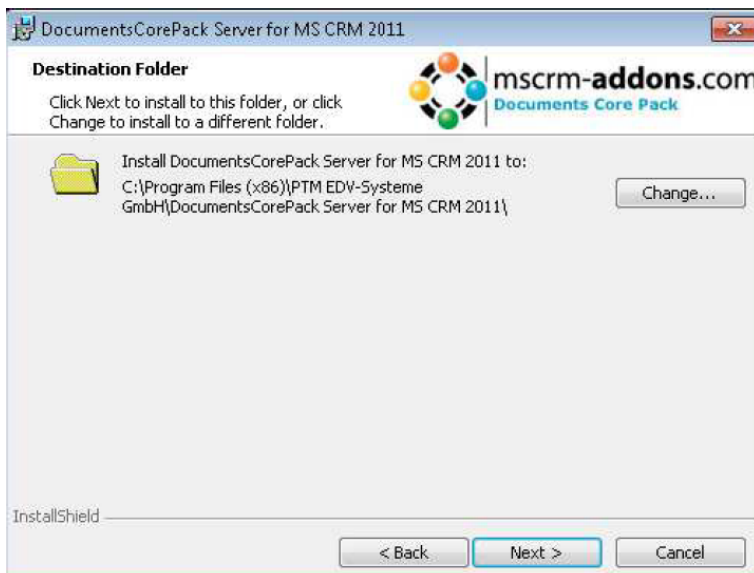 DocumentsCorePack Server for MS CRM 2011
Destination Folder
Click Next to install to this folder, or click
Change to install to a different folder.
mscrm-addons.com
Documents Core Pack
Install DocumentsCorePack Server for MS CRM 2011 to:
C:\Program Files (x86)\PTM EDV-Systeme
GmbH\DocumentsCorePack Server for MS CRM 2011\
Change...
InstallShield
< Back
Next >
Cancel